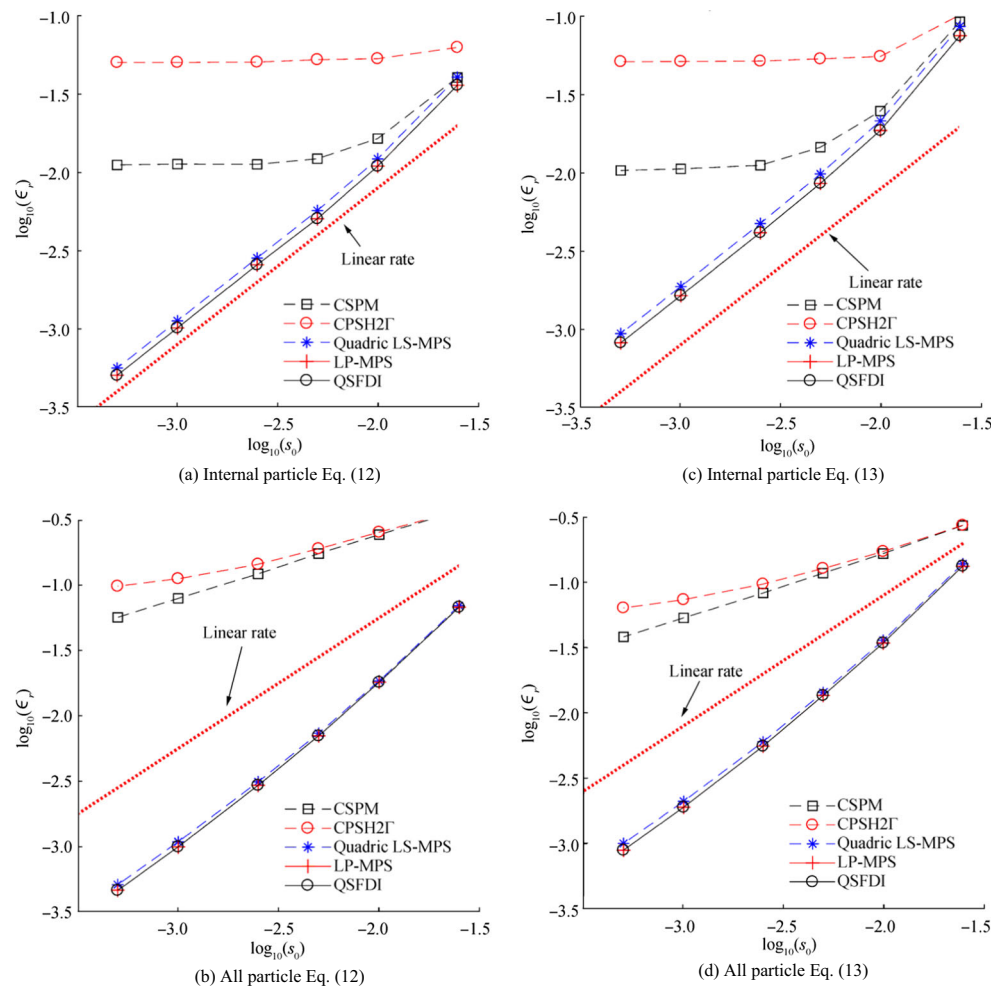 −1.0
−1.5
−2.0
−2.5
−3.0
−3.5
log₁₀(ϵᵣ)
Linear rate
CSPM
CPSH2Γ
Quadric LS-MPS
LP-MPS
QSFDI
−3.0 −2.5 −2.0 −1.5
log₁₀(s₀)
(a) Internal particle Eq. (12)
−1.0
−1.5
−2.0
−2.5
−3.0
−3.5
log₁₀(ϵᵣ)
Linear rate
CSPM
CPSH2Γ
Quadric LS-MPS
LP-MPS
QSFDI
−3.5 −3.0 −2.5 −2.0 −1.5
log₁₀(s₀)
(c) Internal particle Eq. (13)
−0.5
−1.0
−1.5
−2.0
−2.5
−3.0
−3.5
log₁₀(ϵᵣ)
Linear rate
CSPM
CPSH2Γ
Quadric LS-MPS
LP-MPS
QSFDI
−3.0 −2.5 −2.0 −1.5
log₁₀(s₀)
(b) All particle Eq. (12)
−0.5
−1.0
−1.5
−2.0
−2.5
−3.0
−3.5
log₁₀(ϵᵣ)
Linear rate
CSPM
CPSH2Γ
Quadric LS-MPS
LP-MPS
QSFDI
−3.0 −2.5 −2.0 −1.5
log₁₀(s₀)
(d) All particle Eq. (13)